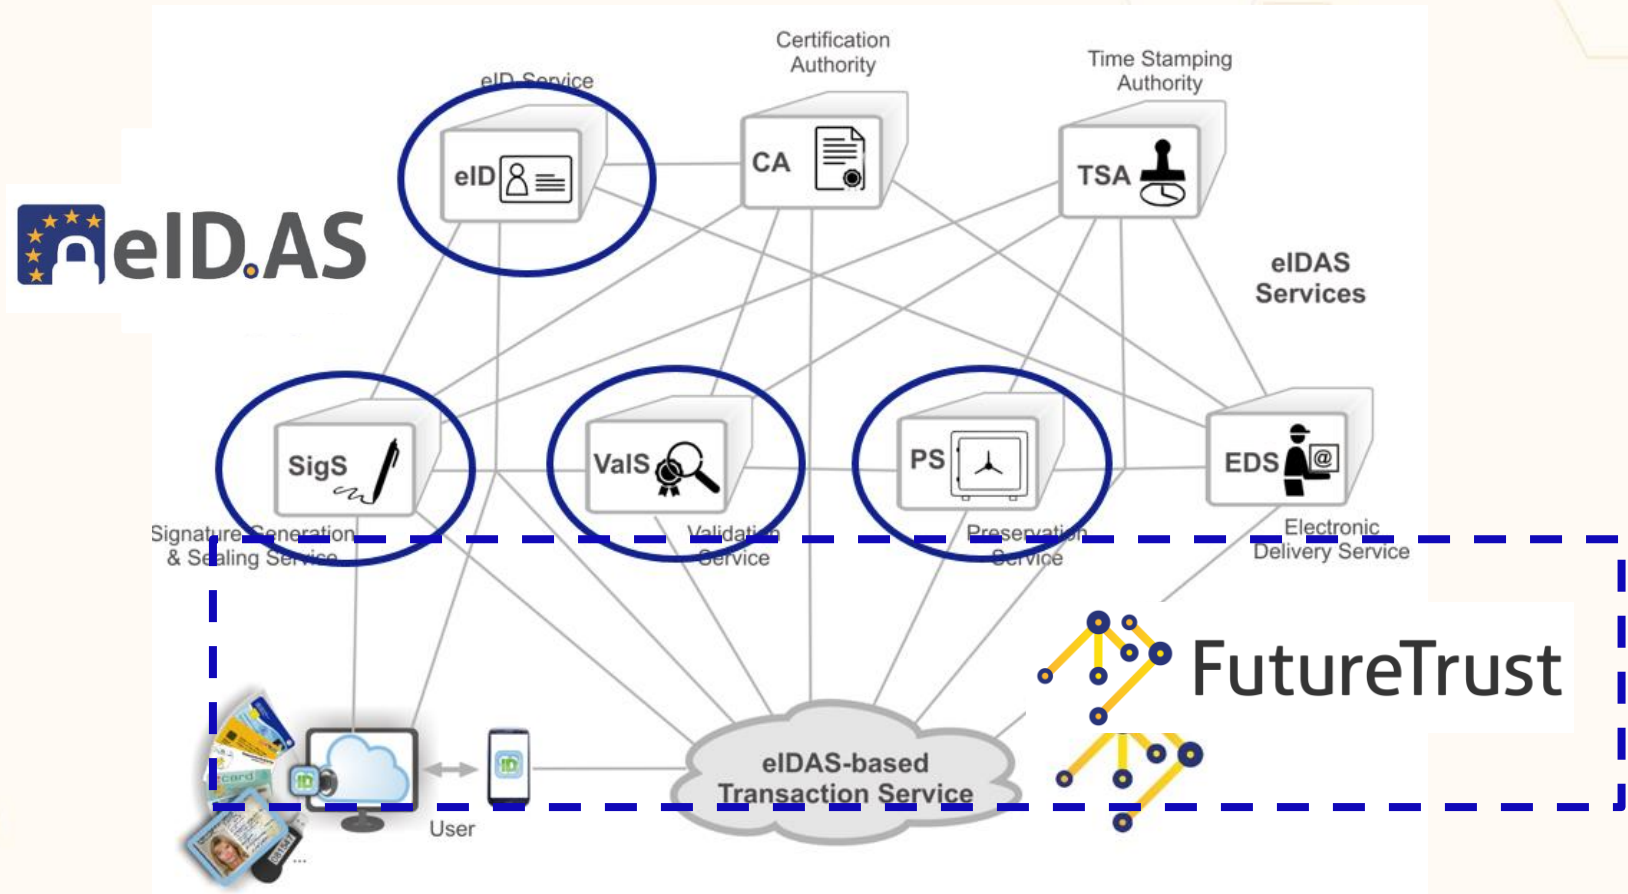 eID Service
Certification
Authority
Time Stamping
Authority
eID
CA
TSA
eID.AS
eIDAS
Services
SigS
ValS
PS
EDS
@
Signature Generation
& Sealing Service
Validation
Service
Preservation
Service
Electronic
Delivery Service
FutureTrust
eIDAS-based
Transaction Service
iD
iD
card
User
...